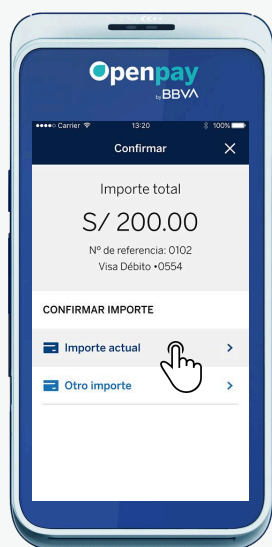 Openpay
by BBVA
Carrier 13:20 100%
Confirmar
Importe total
S/ 200.00
Nº de referencia: 0102
Visa Débito •0554
CONFIRMAR IMPORTE
Importe actual
Otro importe